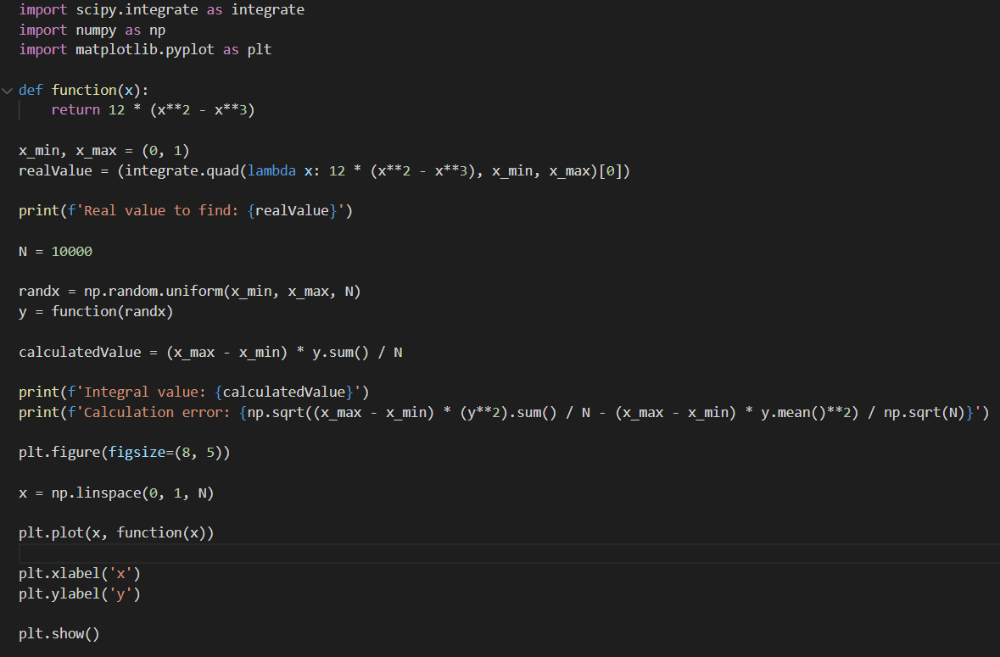 import scipy.integrate as integrate
import numpy as np
import matplotlib.pyplot as plt
def function(x):
    return 12 * (x**2 - x**3)
x_min, x_max = (0, 1)
realValue = (integrate.quad(lambda x: 12 * (x**2 - x**3), x_min, x_max)[0])
print(f'Real value to find: {realValue}')
N = 10000
randx = np.random.uniform(x_min, x_max, N)
y = function(randx)
calculatedValue = (x_max - x_min) * y.sum() / N
print(f'Integral value: {calculatedValue}')
print(f'Calculation error: {np.sqrt((x_max - x_min) * (y**2).sum() / N - (x_max - x_min) * y.mean()**2) / np.sqrt(N)}')
plt.figure(figsize=(8, 5))
x = np.linspace(0, 1, N)
plt.plot(x, function(x))
plt.xlabel('x')
plt.ylabel('y')
plt.show()